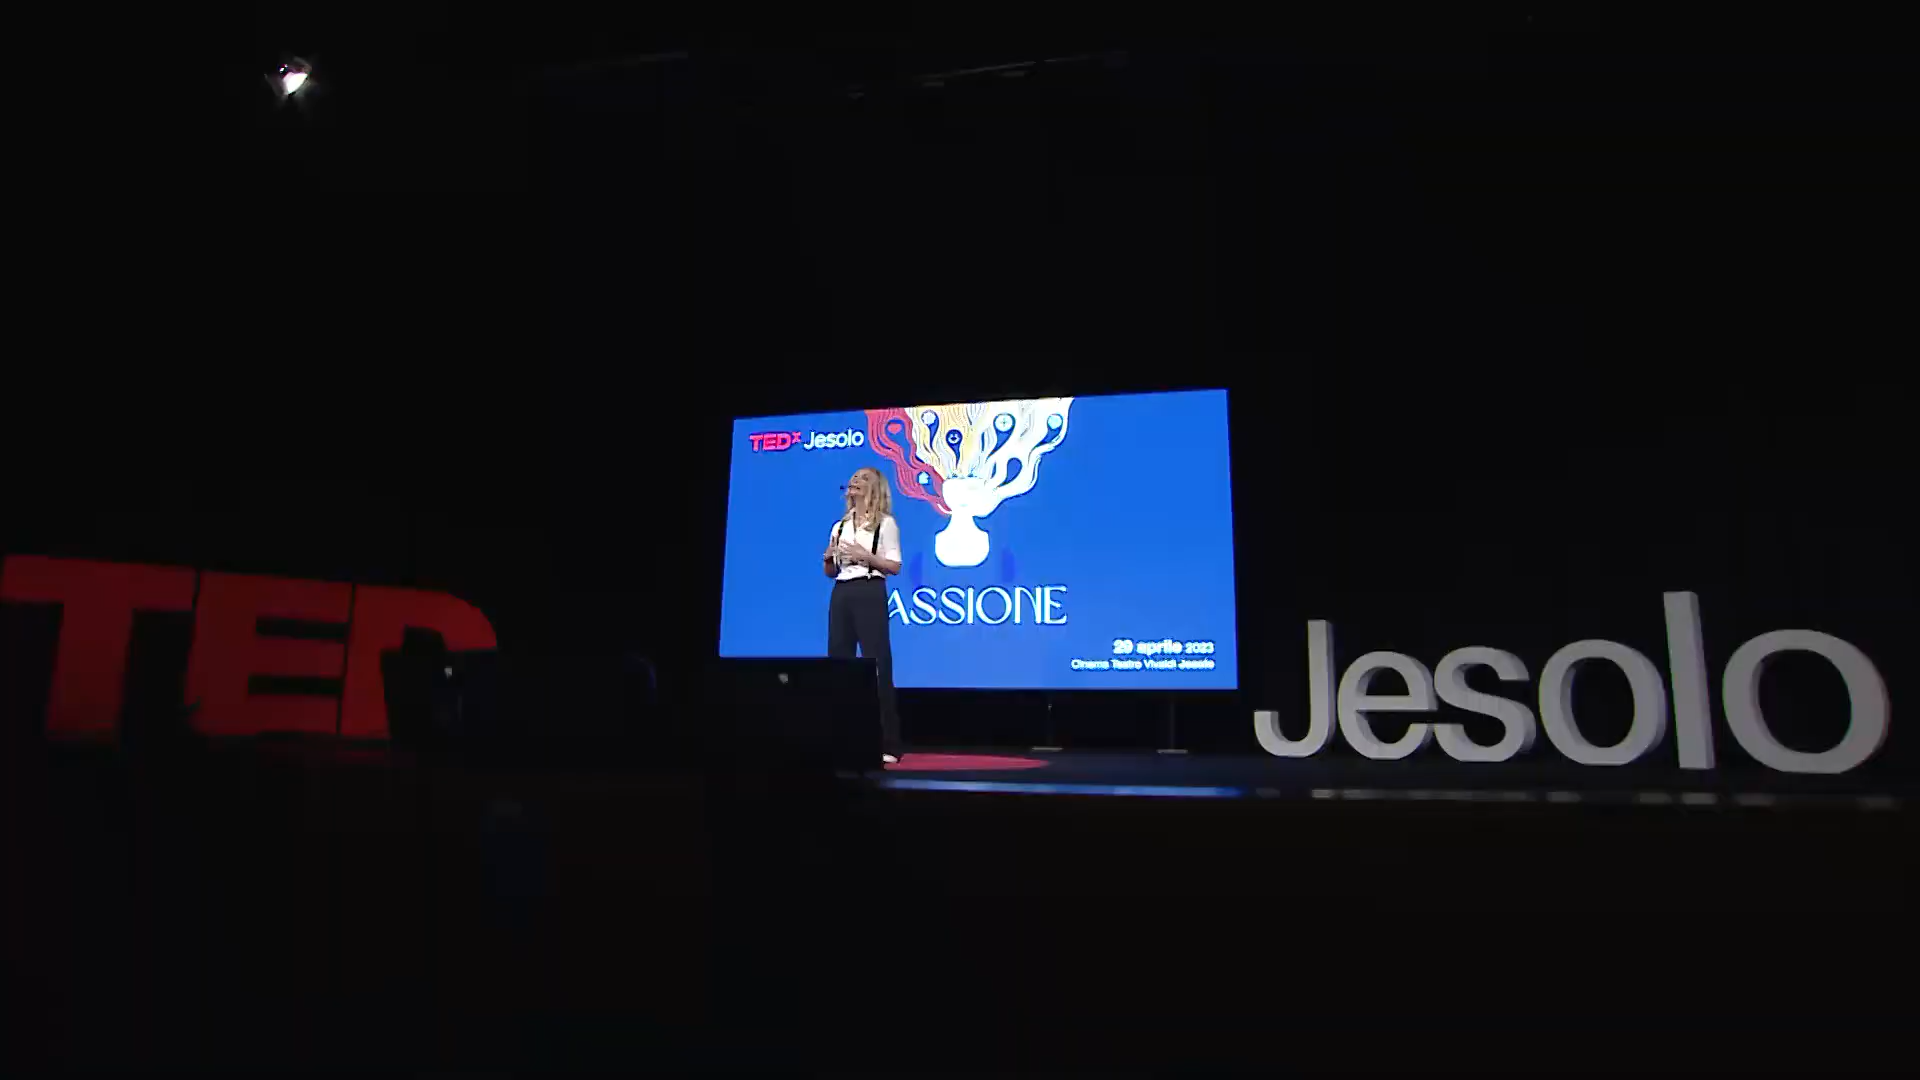 TEDx Jesolo
ASSIONE
29 aprile 2023
Cinema Teatro Vivaldi Jesolo
TED
Jesolo